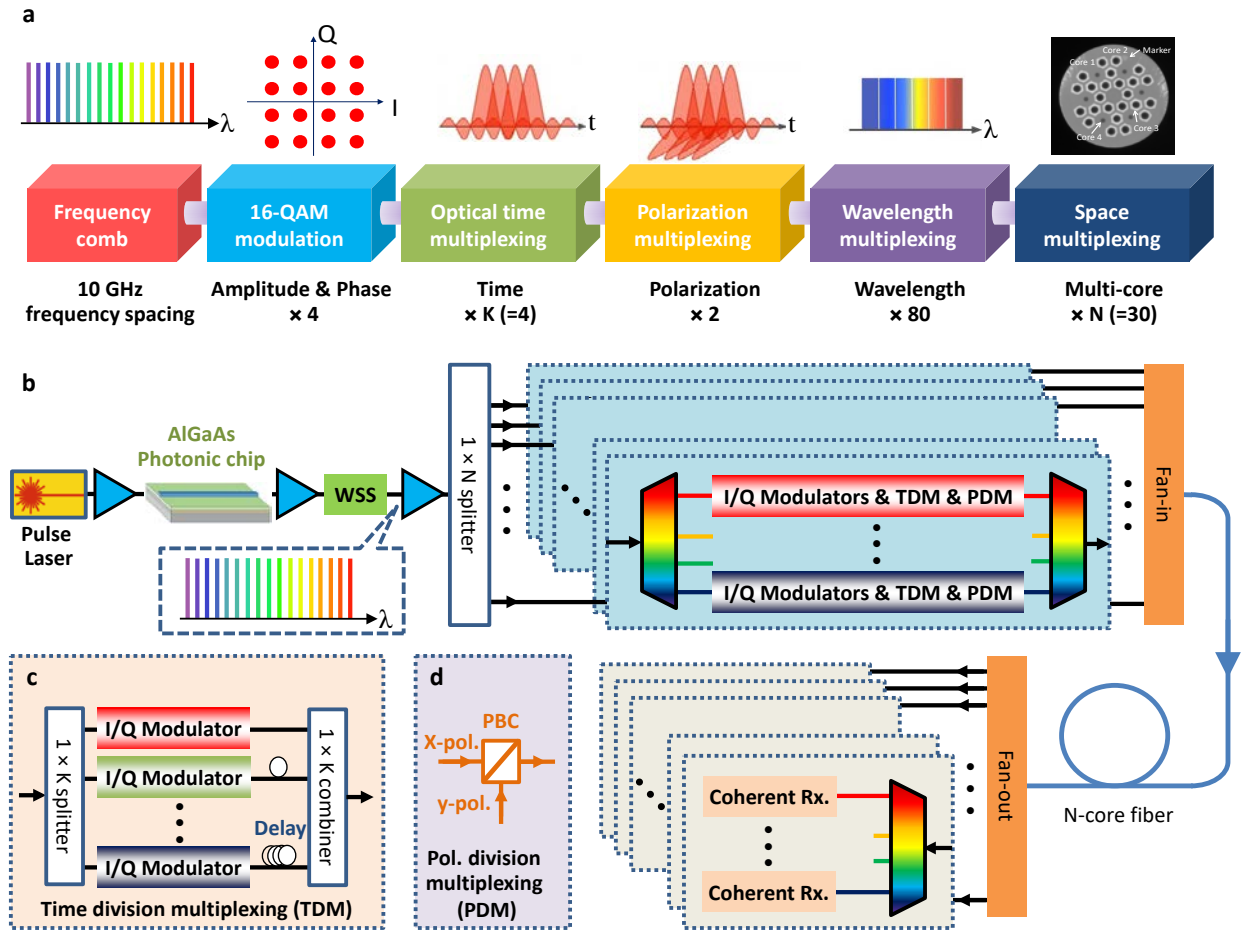 a
Q
I
λ
t
t
λ
Core 2
Marker
Core 1
Core 4
Core 3
Frequency
comb
16-QAM
modulation
Optical time
multiplexing
Polarization
multiplexing
Wavelength
multiplexing
Space
multiplexing
10 GHz
frequency spacing
Amplitude & Phase
× 4
Time
× K (=4)
Polarization
× 2
Wavelength
× 80
Multi-core
× N (=30)
b
Pulse
Laser
AlGaAs
Photonic chip
WSS
λ
1 × N splitter
I/Q Modulators & TDM & PDM
I/Q Modulators & TDM & PDM
Fan-in
c
1 × K splitter
I/Q Modulator
I/Q Modulator
Delay
I/Q Modulator
1 × K combiner
Time division multiplexing (TDM)
d
PBC
X-pol.
y-pol.
Pol. division
multiplexing
(PDM)
Coherent Rx.
Coherent Rx.
Fan-out
N-core fiber